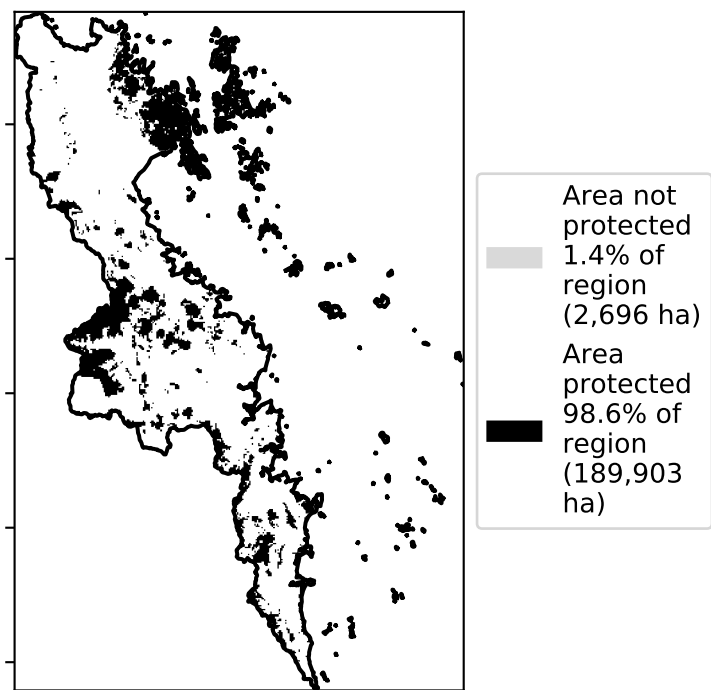 Area not
protected
1.4% of
region
(2,696 ha)
Area
protected
98.6% of
region
(189,903
ha)